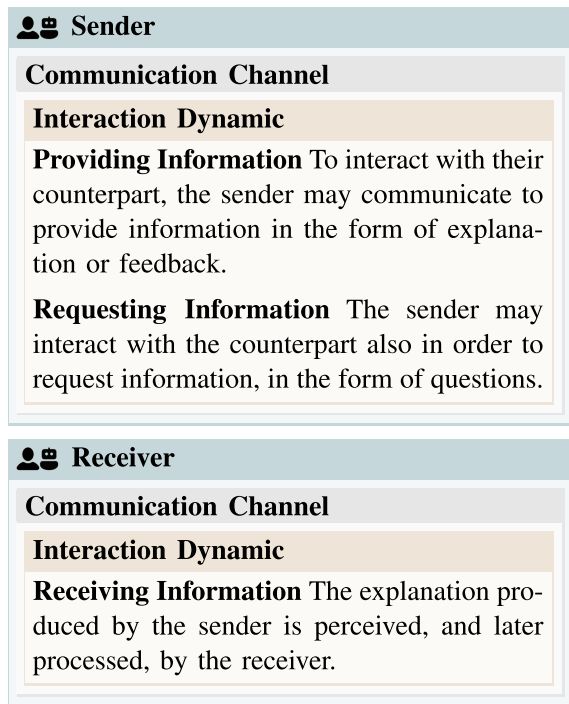 Sender
Communication Channel
Interaction Dynamic
Providing Information To interact with their
counterpart, the sender may communicate to
provide information in the form of explana-
tion or feedback.
Requesting Information The sender may
interact with the counterpart also in order to
request information, in the form of questions.
Receiver
Communication Channel
Interaction Dynamic
Receiving Information The explanation pro-
duced by the sender is perceived, and later
processed, by the receiver.